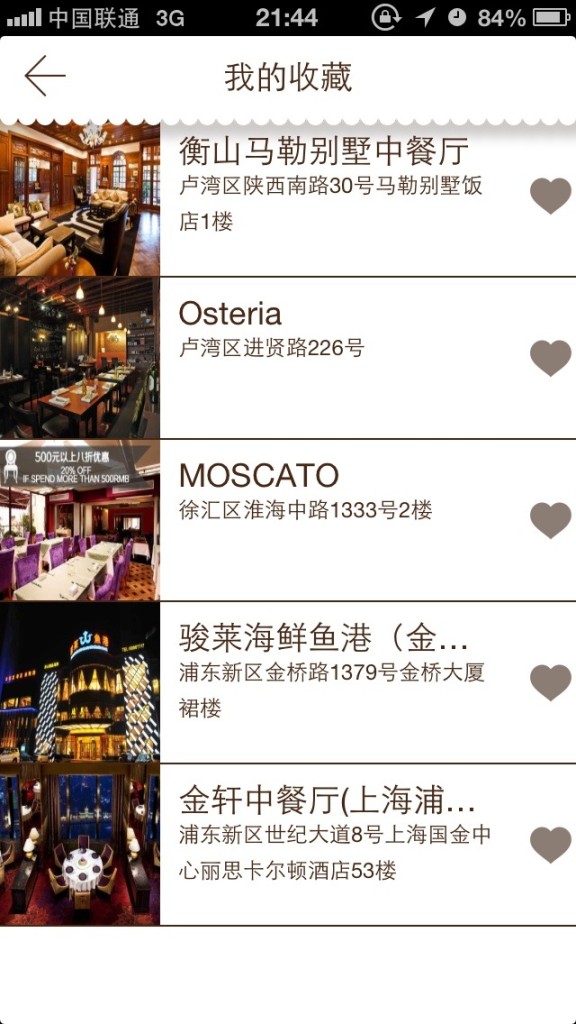 中国联通 3G 21:44 84%
我的收藏
衡山马勒别墅中餐厅
卢湾区陕西南路30号马勒别墅饭
店1楼
Osteria
卢湾区进贤路226号
500元以上八折优惠
20% OFF
IF SPEND MORE THAN 500RMB
MOSCATO
徐汇区淮海中路1333号2楼
骏莱海鲜鱼港（金…
浦东新区金桥路1379号金桥大厦
裙楼
金轩中餐厅(上海浦…
浦东新区世纪大道8号上海国金中
心丽思卡尔顿酒店53楼